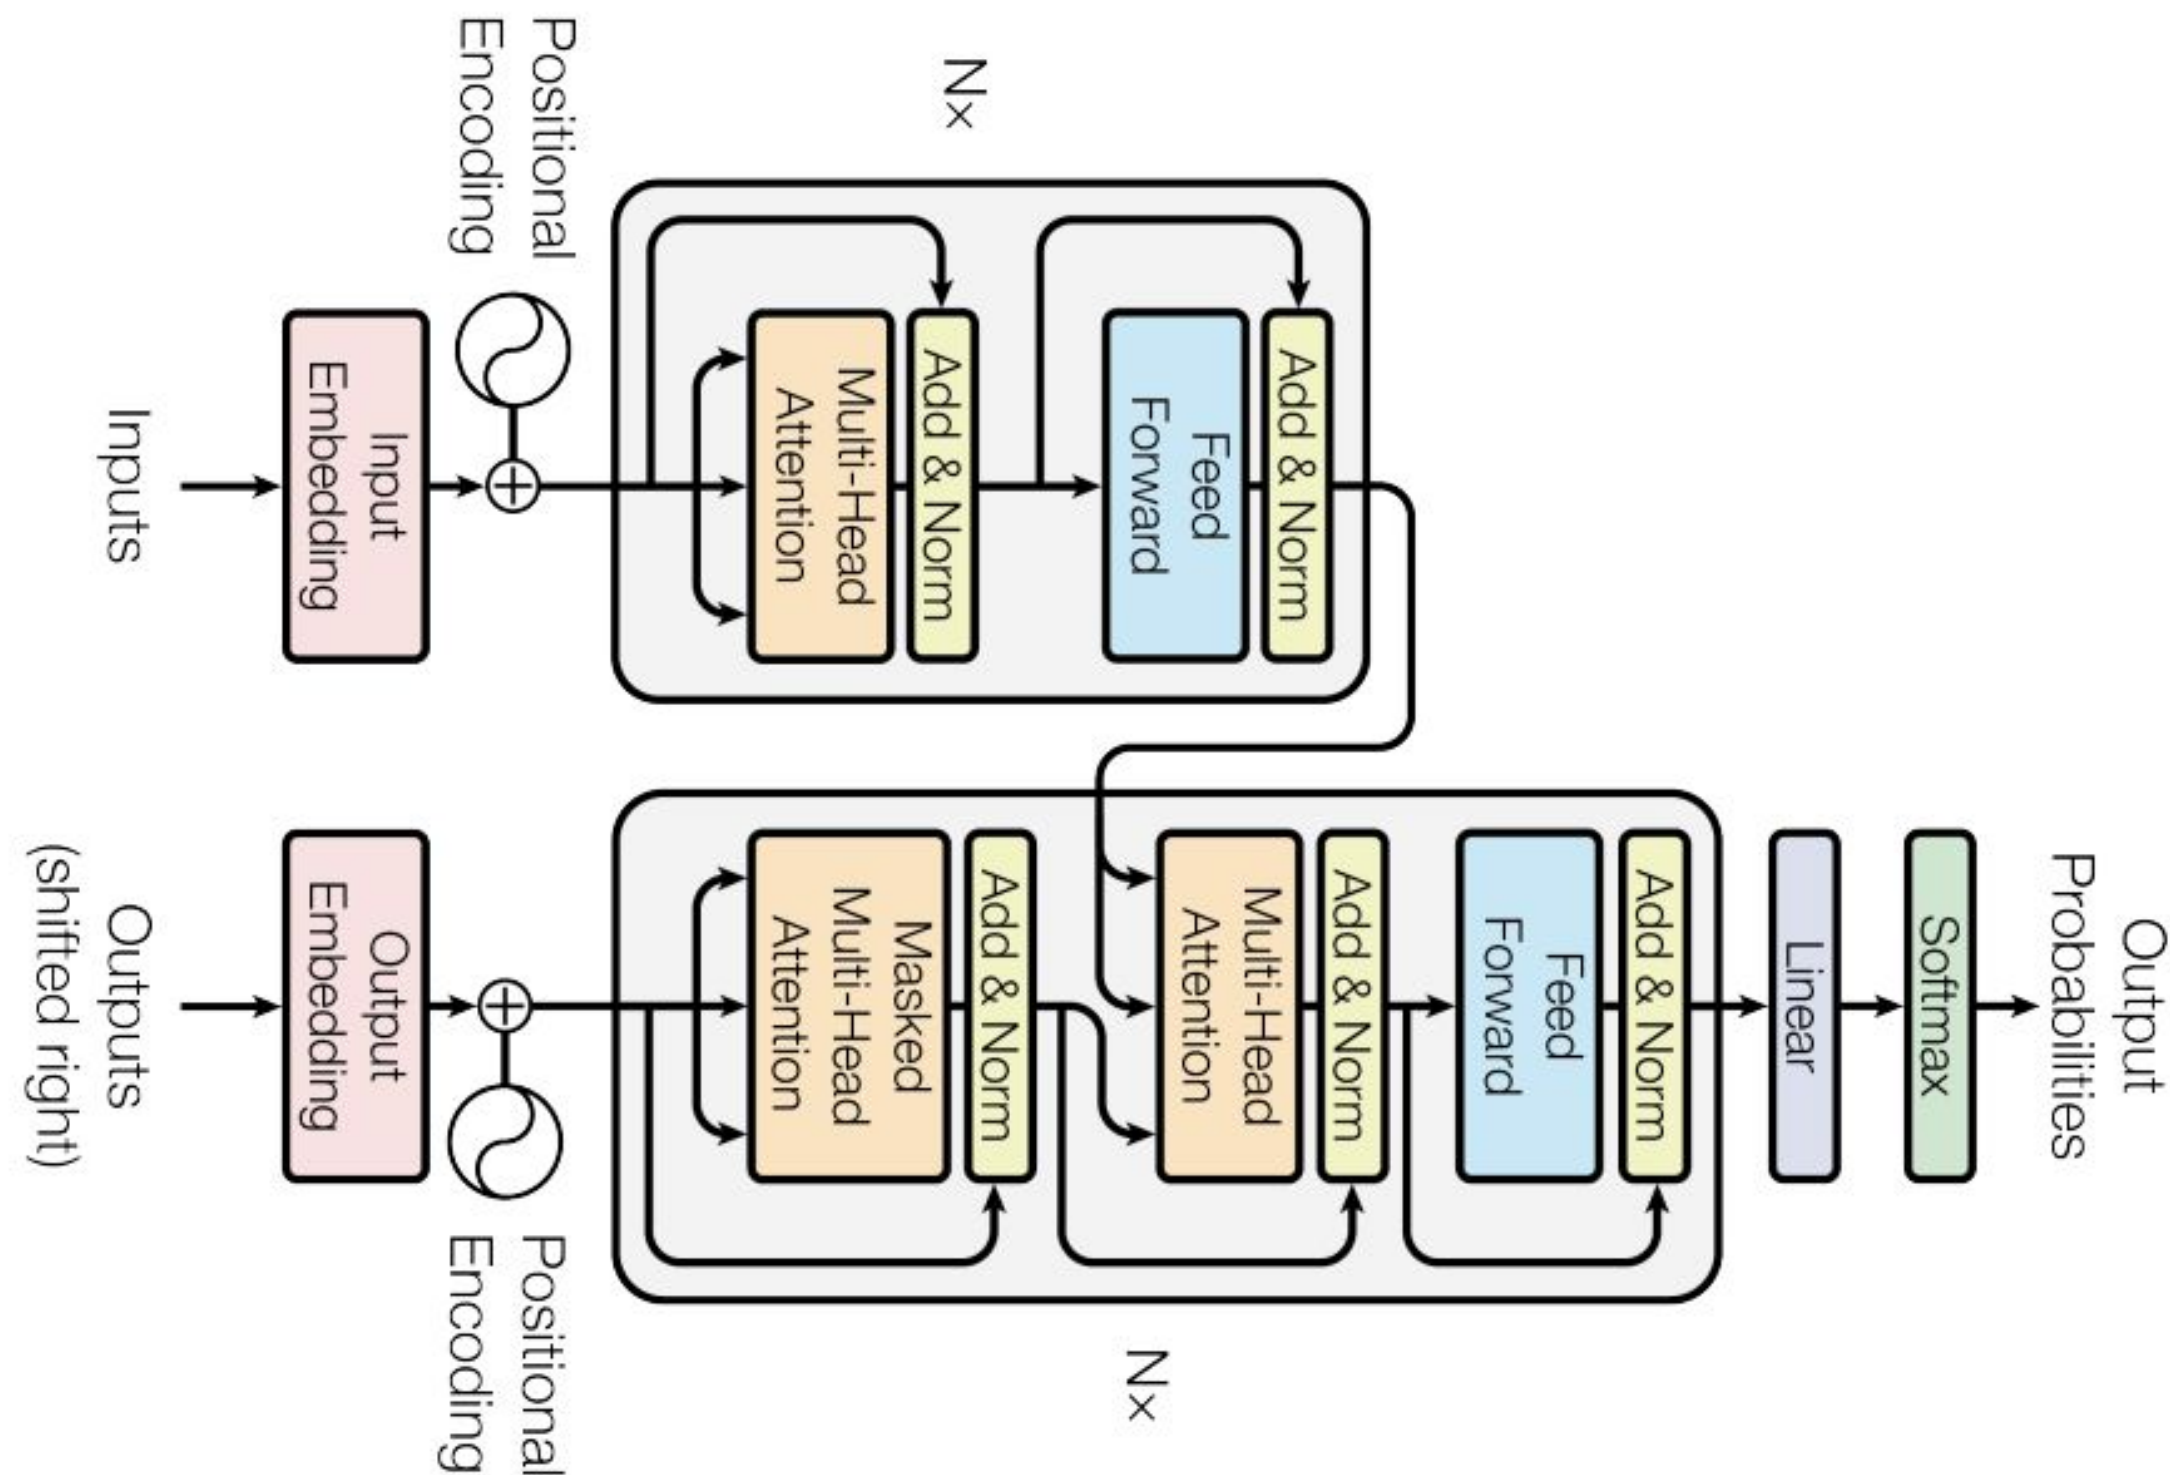 Output
Probabilities
Softmax
Linear
Add & Norm
Feed
Forward
Add & Norm
Multi-Head
Attention
Add & Norm
Feed
Forward
Nx
Add & Norm
Multi-Head
Attention
Add & Norm
Masked
Multi-Head
Attention
Nx
Positional
Encoding
Positional
Encoding
Input
Embedding
Output
Embedding
Inputs
Outputs
(shifted right)